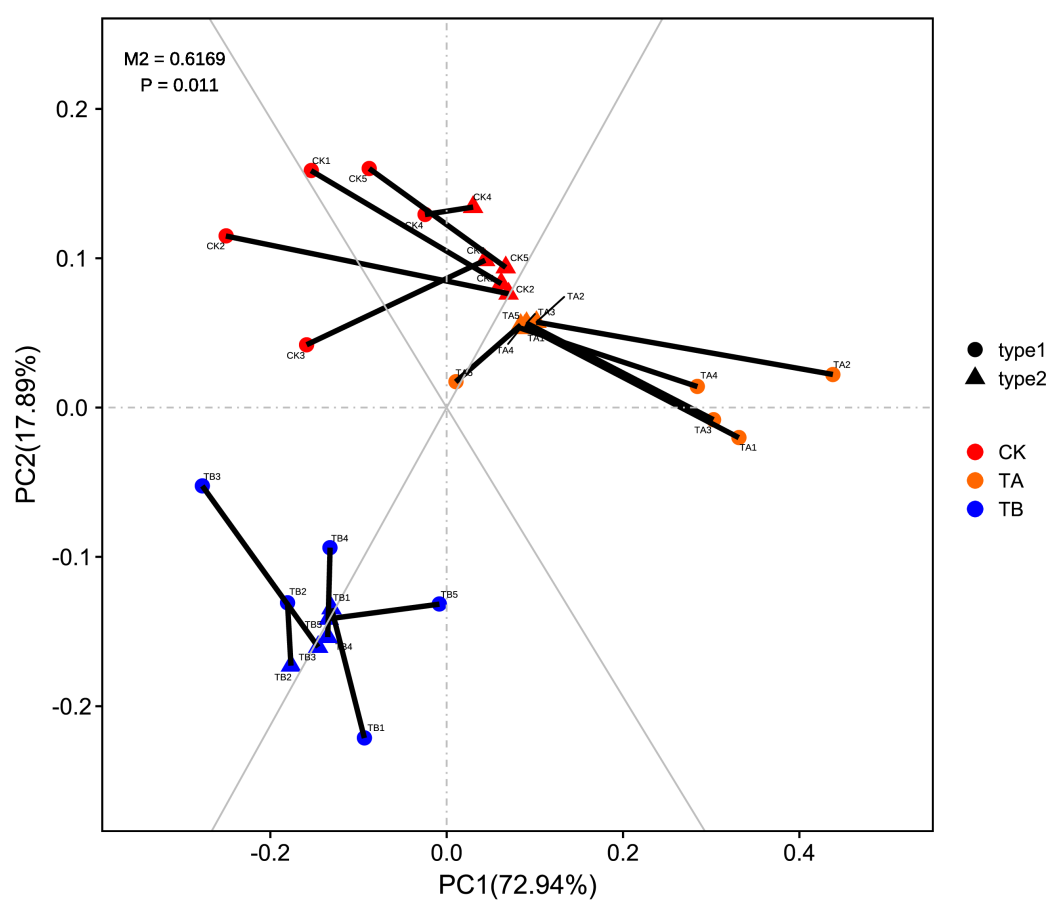 M2 = 0.6169
P = 0.011
0.2
0.1
0.0
-0.1
-0.2
PC2(17.89%)
-0.2
0.0
0.2
0.4
PC1(72.94%)
CK1
CK5
CK4
CK4
CK2
CK5
CK2
CK3
TA2
TA5
TA3
TA1
TA4
TA2
TA4
TA3
TA1
TB3
TB4
TB2
TB1
TB5
TB5
TB4
TB3
TB2
TB1
type1
type2
CK
TA
TB